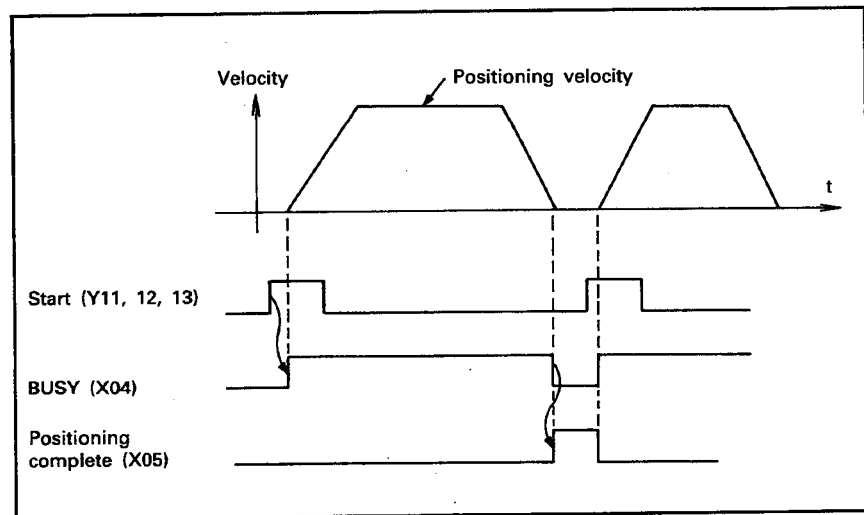 Velocity
Positioning velocity
t
Start (Y11, 12, 13)
BUSY (X04)
Positioning
complete (X05)